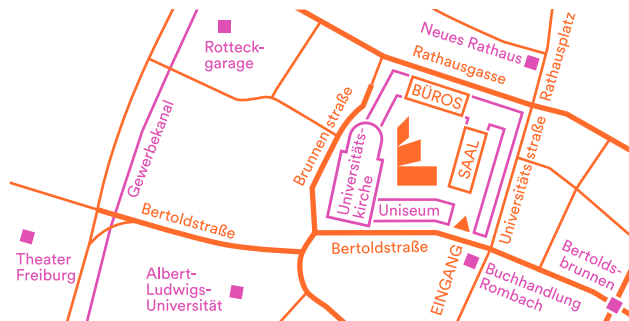 Rotteck-
garage
Neues Rathaus
Rathausplatz
Rathausgasse
BÜROS
Gewerbekanal
Brunnenstraße
Universitäts-
kirche
SAAL
Universitätsstraße
Uniseum
Bertoldstraße
Bertoldstraße
Theater
Freiburg
Albert-
Ludwigs-
Universität
EINGANG
Buchhandlung
Rombach
Bertolds-
brunnen